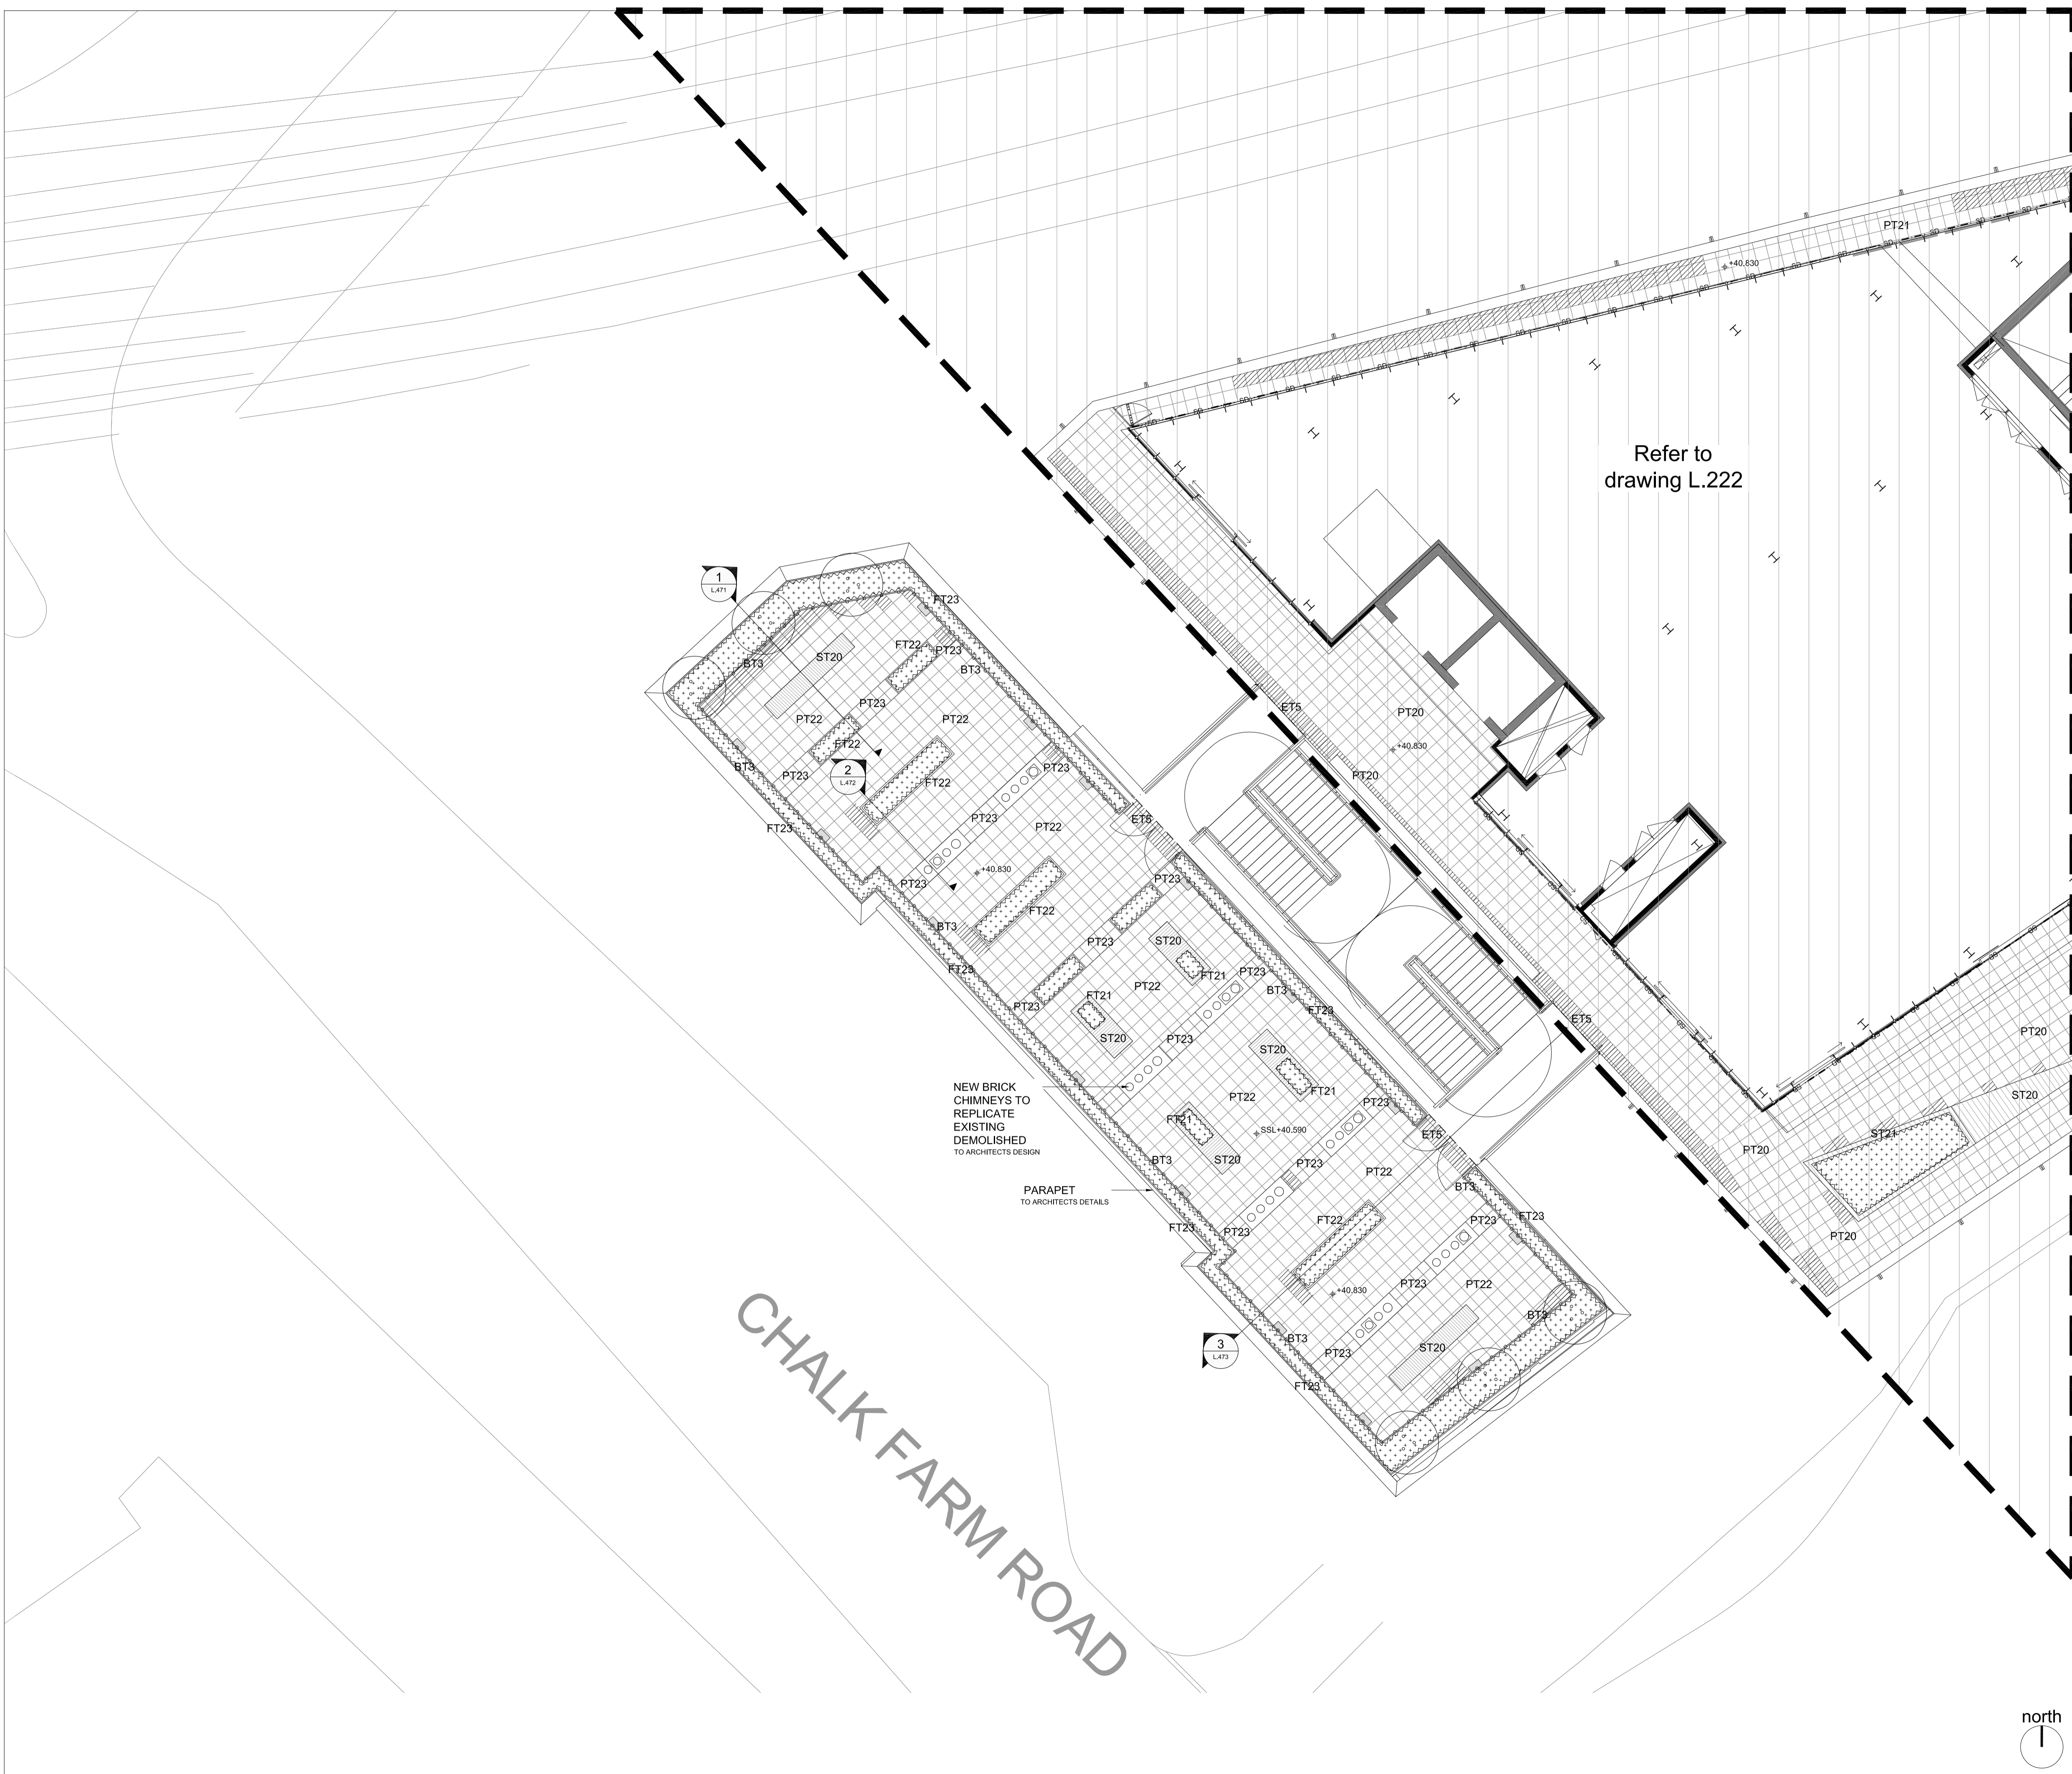 PT21
+40.830
Refer to
drawing L.222
1
L.471
FT23
FT22
PT23
BT3
ST20
BT3
PT23
PT22
PT22
FT22
ET5
PT20
+40.830
BT3
PT23
2
L.472
FT22
PT23
PT20
FT23
PT23
PT22
ET5
+40.830
PT23
PT23
FT22
BT3
PT23
ST20
FT23
FT21
PT23
PT22
BT3
FT21
PT23
FT23
ET5
ST20
PT23
ST20
PT20
NEW BRICK
CHIMNEYS TO
REPLICATE
EXISTING
DEMOLISHED
TO ARCHITECTS DESIGN
FT21
PT22
PT23
ST20
FT21
SSL+40.590
ET5
ST21
BT3
ST20
PT23
PT22
PT20
PARAPET
TO ARCHITECTS DETAILS
BT3
FT23
PT23
FT22
PT23
FT23
PT20
+40.830
PT23
PT22
BT3
3
L.473
BT3
PT23
ST20
FT23
CHALK FARM ROAD
north